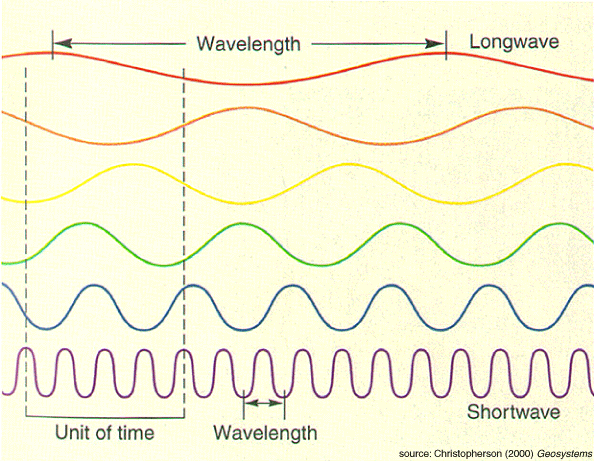 Wavelength
Longwave
Shortwave
Unit of time
Wavelength
source: Christopherson (2000) Geosystems